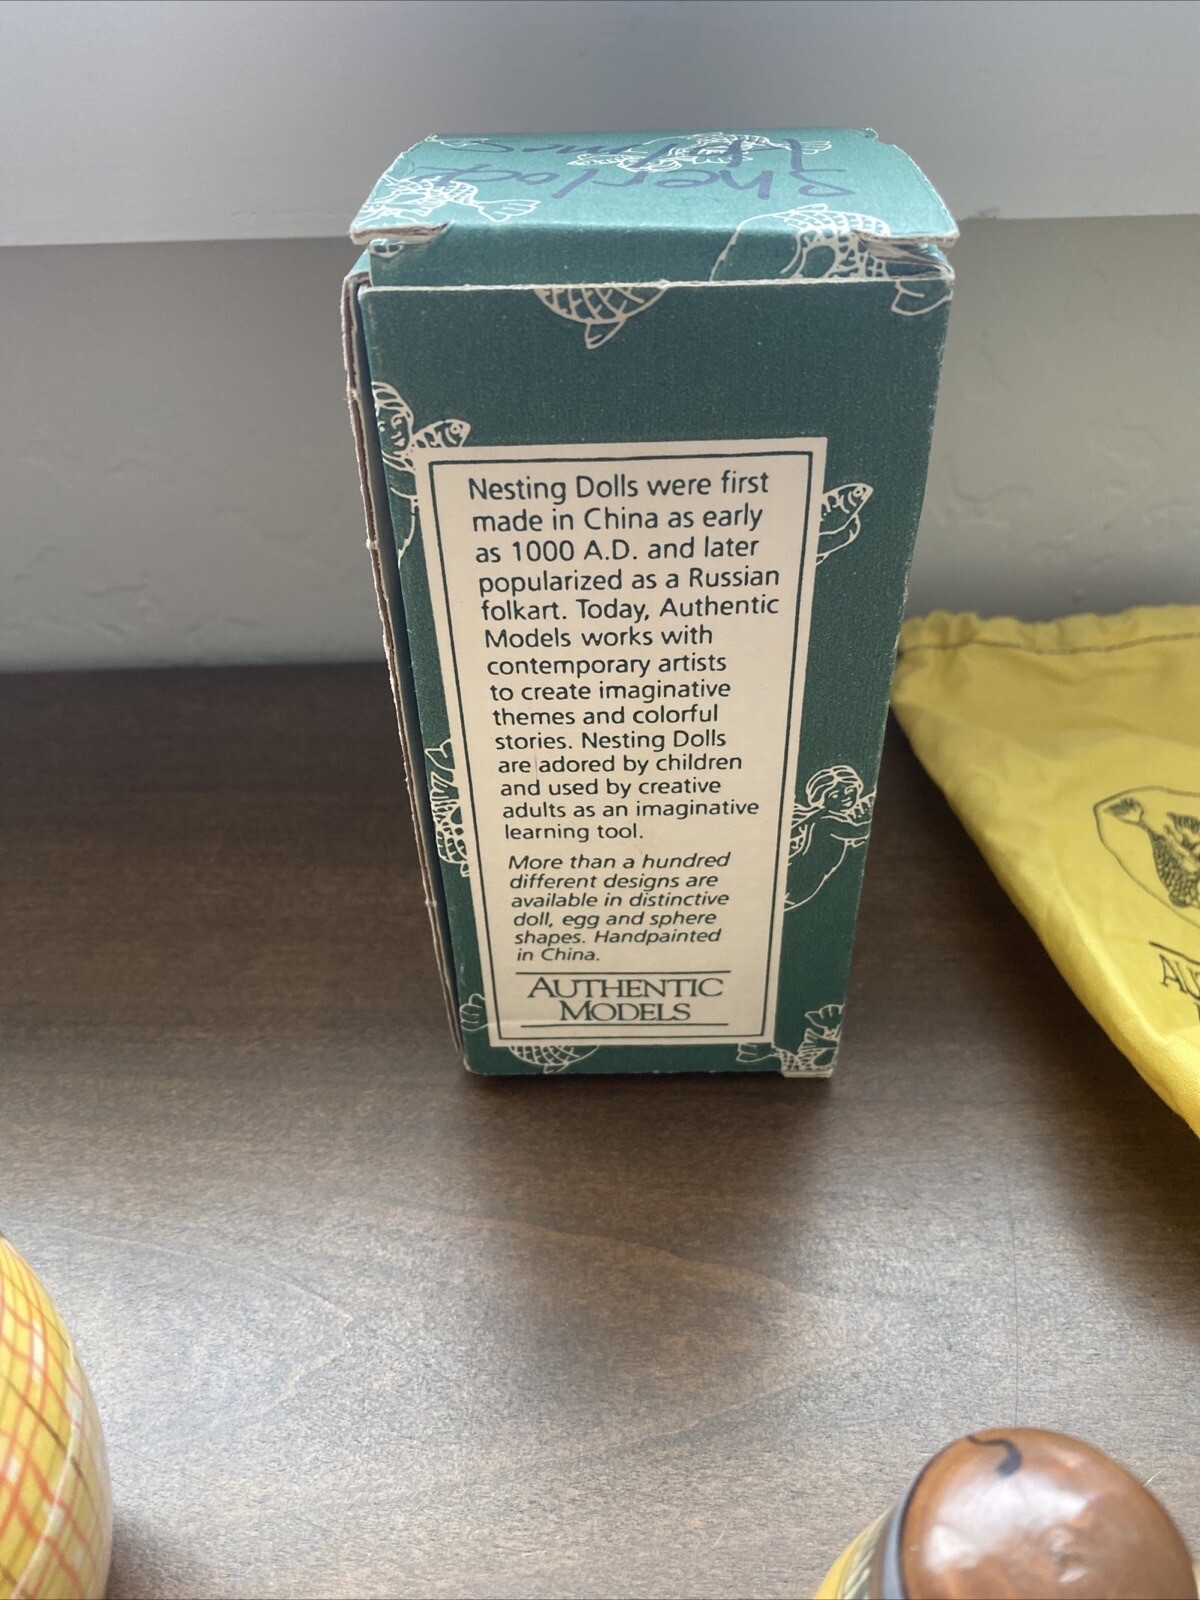 Sherlock
Holmes
Nesting Dolls were first
made in China as early
as 1000 A.D. and later
popularized as a Russian
folkart. Today, Authentic
Models works with
contemporary artists
to create imaginative
themes and colorful
stories. Nesting Dolls
are adored by children
and used by creative
adults as an imaginative
learning tool.
More than a hundred
different designs are
available in distinctive
doll, egg and sphere
shapes. Handpainted
in China.
AUTHENTIC
MODELS